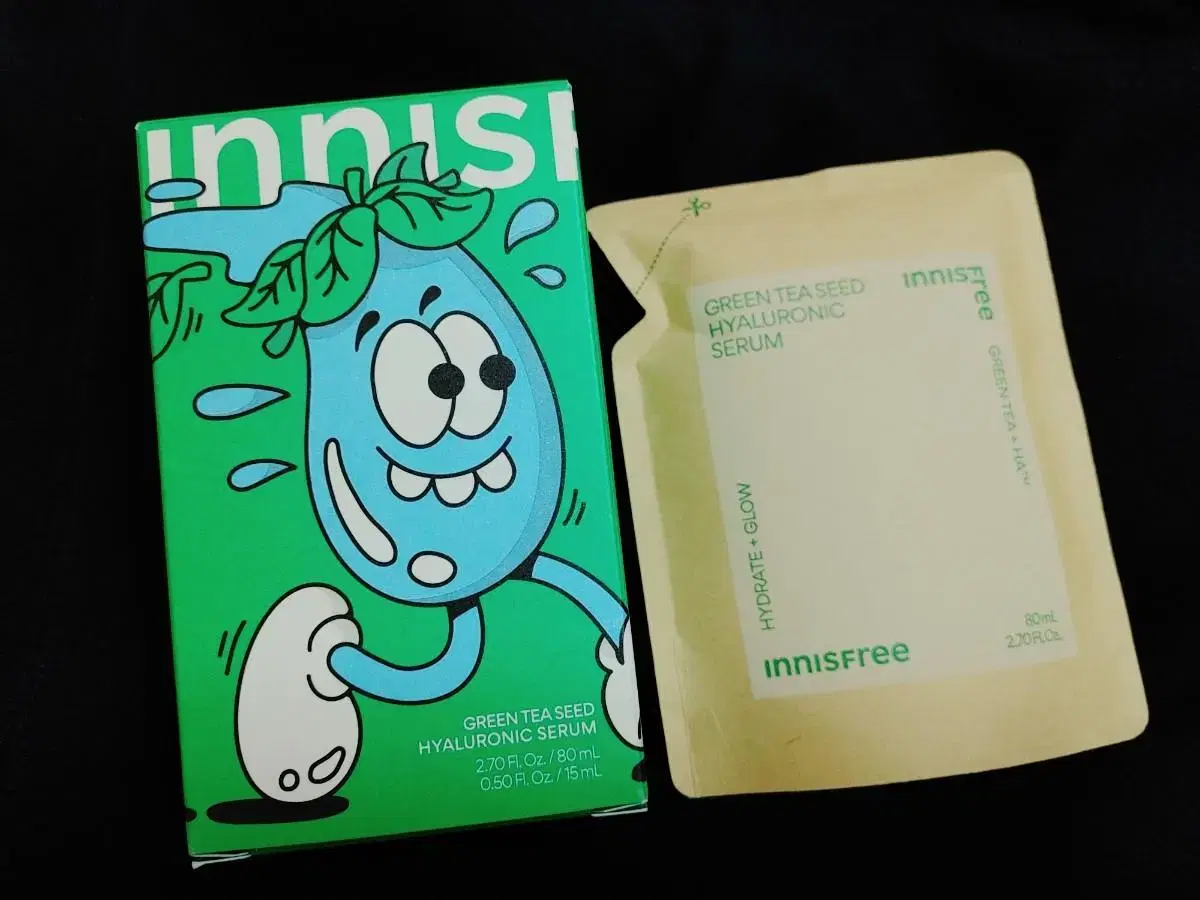 INNISF
GREEN TEA SEED
HYALURONIC SERUM
2.70 Fl. Oz. / 80 mL
0.50 Fl. Oz. / 15 mL
GREEN TEA SEED
HYALURONIC
SERUM
INNISFree
GREEN TEA +
HYDRATE + GLOW
INNISFree
80mL
2.70 Fl. Oz.